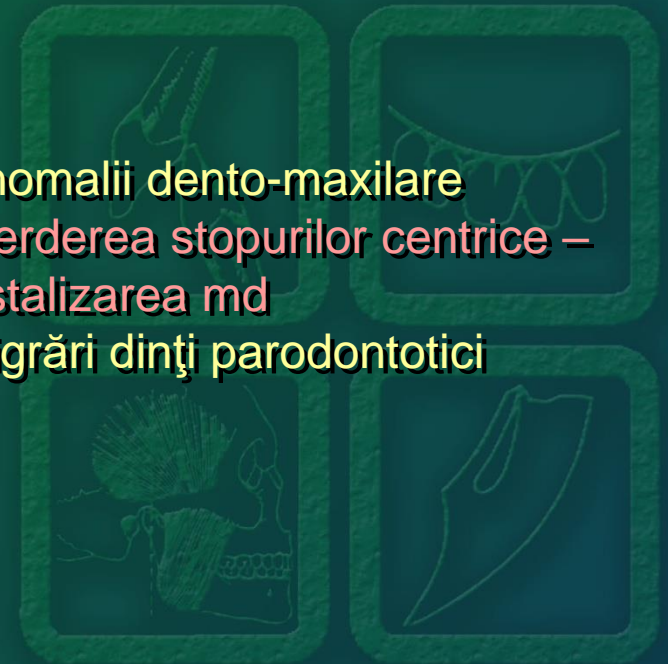 nomalii dento-maxilare
erderea stopurilor centrice –
stalizarea md
grări dinţi parodontotici